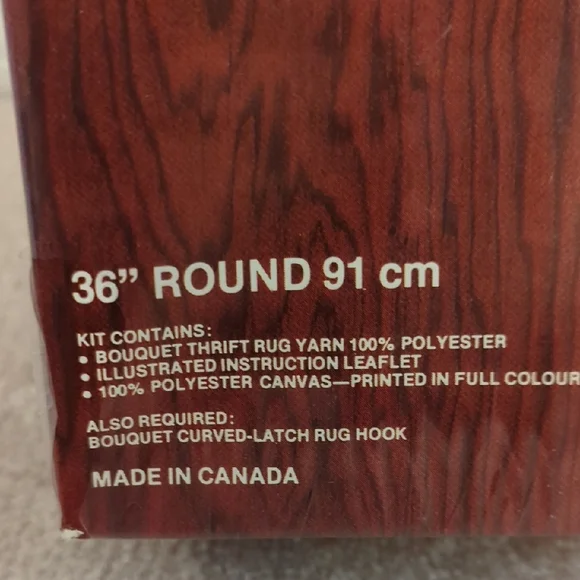 36” ROUND 91 cm
KIT CONTAINS:
• BOUQUET THRIFT RUG YARN 100% POLYESTER
• ILLUSTRATED INSTRUCTION LEAFLET
• 100% POLYESTER CANVAS—PRINTED IN FULL COLOUR
ALSO REQUIRED:
BOUQUET CURVED-LATCH RUG HOOK
MADE IN CANADA